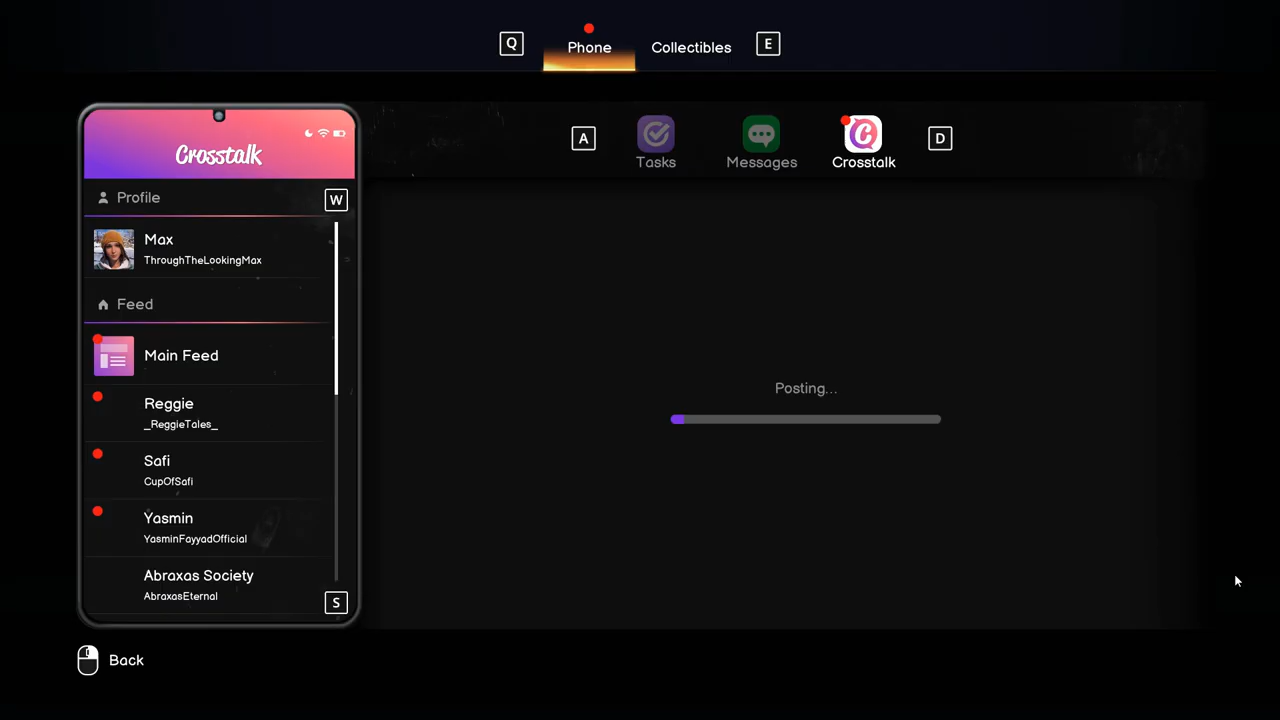 Q
Phone
Collectibles
E
Crosstalk
A
Tasks
Messages
Crosstalk
D
Profile
W
Max
ThroughTheLookingMax
Feed
Main Feed
Reggie
_ReggieTales_
Safi
CupOfSafi
Yasmin
YasminFayyadOfficial
Abraxas Society
AbraxasEternal
S
Posting...
Back